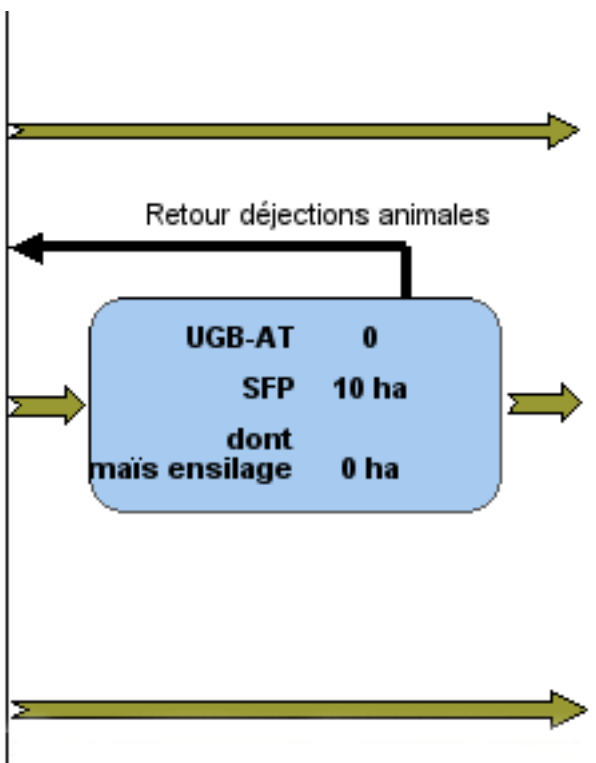 Retour déjections animales
UGB-AT 0
SFP 10 ha
dont
maïs ensilage 0 ha